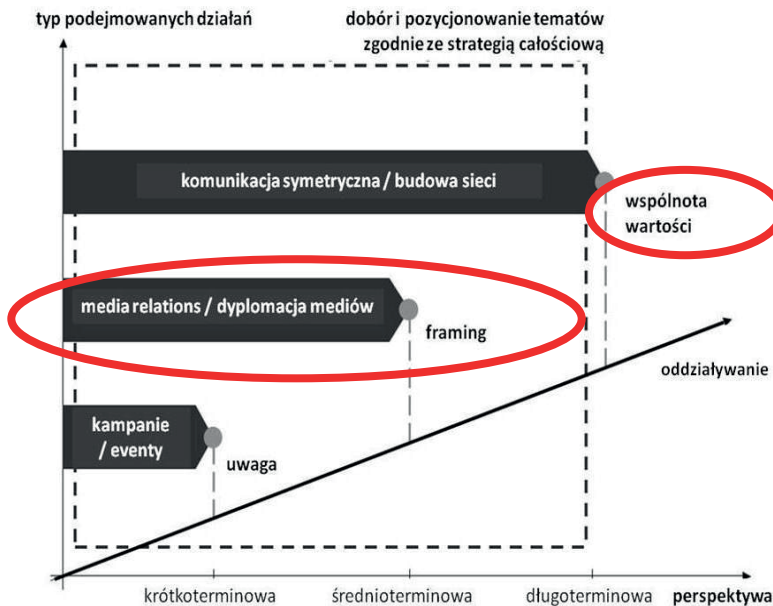 typ podejmowanych działań
dobór i pozycjonowanie tematów
zgodnie ze strategią całościową
komunikacja symetryczna / budowa sieci
wspólnota
wartości
media relations / dyplomacja mediów
framing
oddziaływanie
kampanie
/ eventy
uwaga
krótkoterminowa
średnioterminowa
długoterminowa
perspektywa